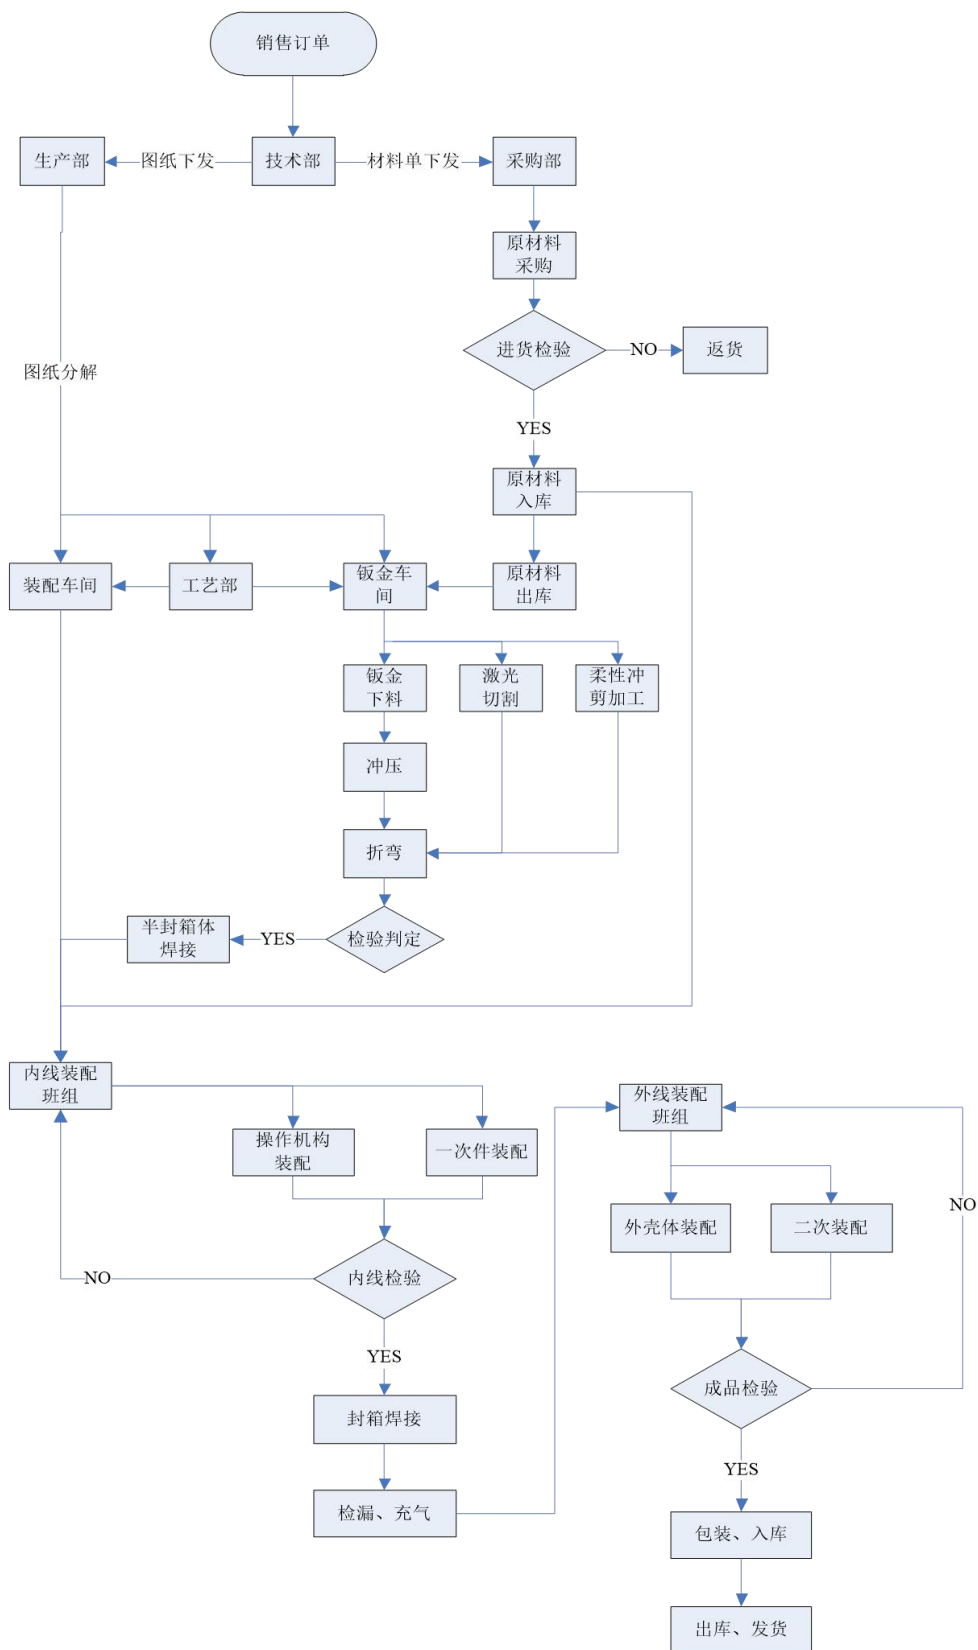 销售订单
生产部
图纸下发
技术部
材料单下发
采购部
原材料
采购
进货检验
NO
返货
图纸分解
YES
原材料
入库
装配车间
工艺部
钣金车
间
原材料
出库
钣金
下料
激光
切割
柔性冲
剪加工
冲压
折弯
半封箱体
焊接
YES
检验判定
内线装配
班组
外线装配
班组
操作机构
装配
一次件装配
NO
外壳体装配
二次装配
NO
内线检验
YES
成品检验
封箱焊接
YES
检漏、充气
包装、入库
出库、发货